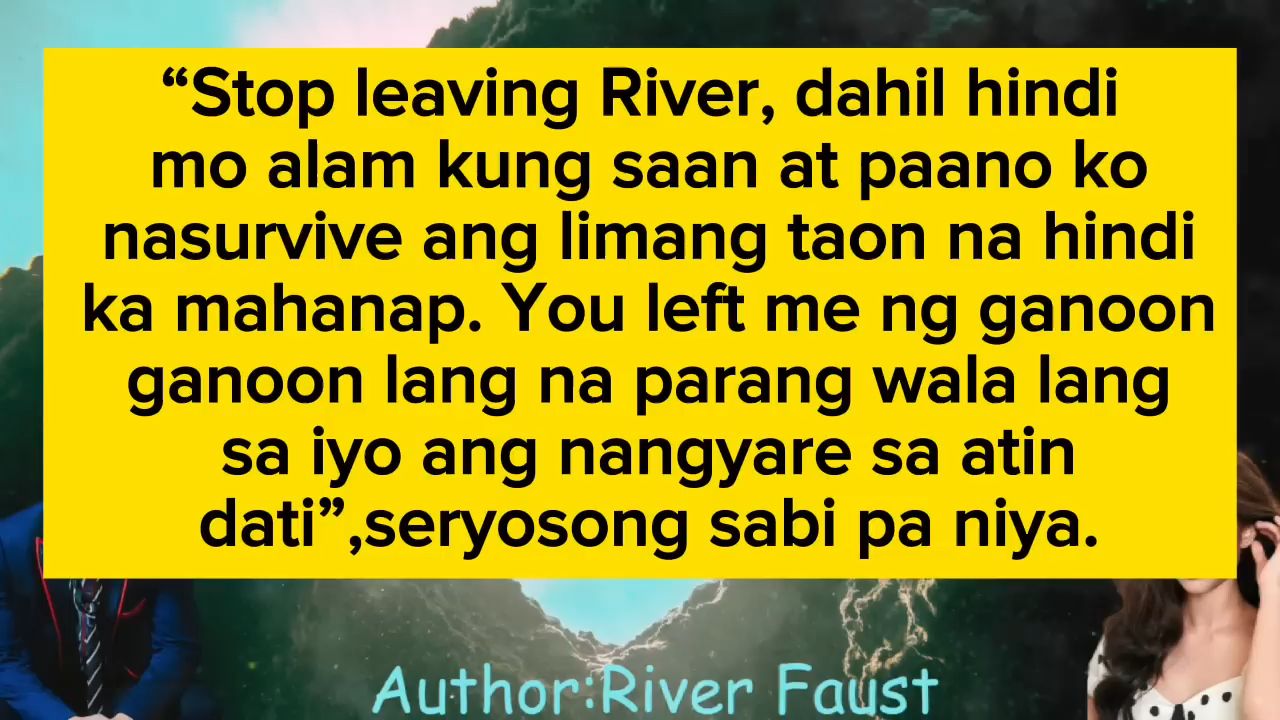 “Stop leaving River, dahil hindi
mo alam kung saan at paano ko
nasurvive ang limang taon na hindi
ka mahanap. You left me ng ganoon
ganoon lang na parang wala lang
sa iyo ang nangyare sa atin
dati”,seryosong sabi pa niya.
Author:River Faust